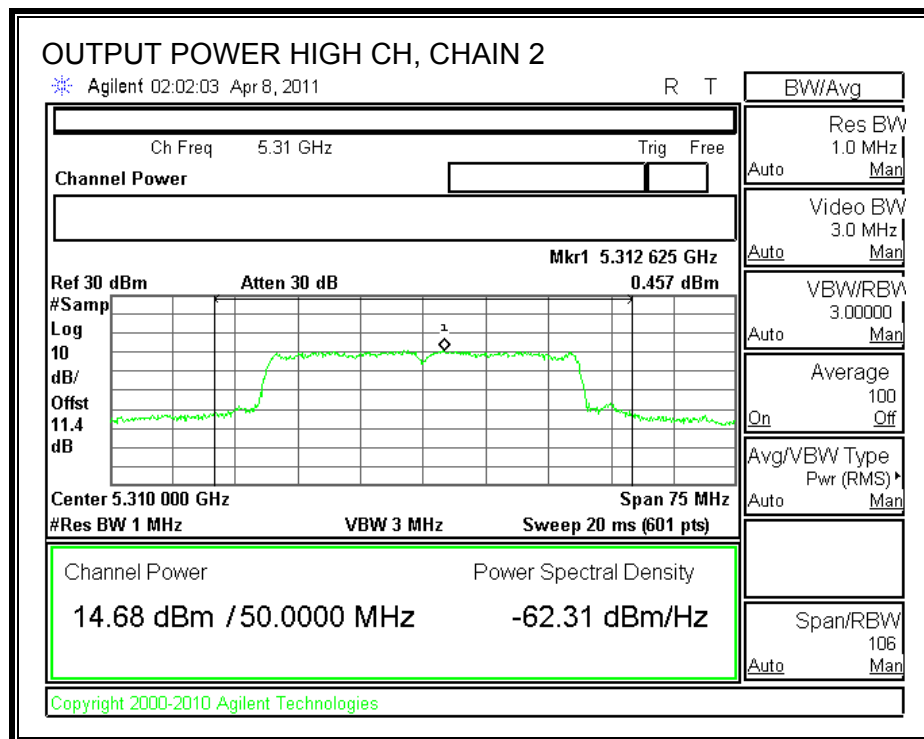 OUTPUT POWER HIGH CH, CHAIN 2
Agilent 02:02:03 Apr 8, 2011 R T
BW/Avg
Ch Freq 5.31 GHz Trig Free
Channel Power
Res BW
1.0 MHz
Auto Man
Video BW
3.0 MHz
Auto Man
Mkr1 5.312 625 GHz
Ref 30 dBm Atten 30 dB 0.457 dBm
#Samp
Log
10
dB/
Offst
11.4
dB
1
VBW/RBW
3.00000
Auto Man
Average
100
On Off
Avg/VBW Type
Pwr (RMS)
Auto Man
Center 5.310 000 GHz Span 75 MHz
#Res BW 1 MHz VBW 3 MHz Sweep 20 ms (601 pts)
Channel Power Power Spectral Density
14.68 dBm / 50.0000 MHz -62.31 dBm/Hz
Span/RBW
106
Auto Man
Copyright 2000-2010 Agilent Technologies